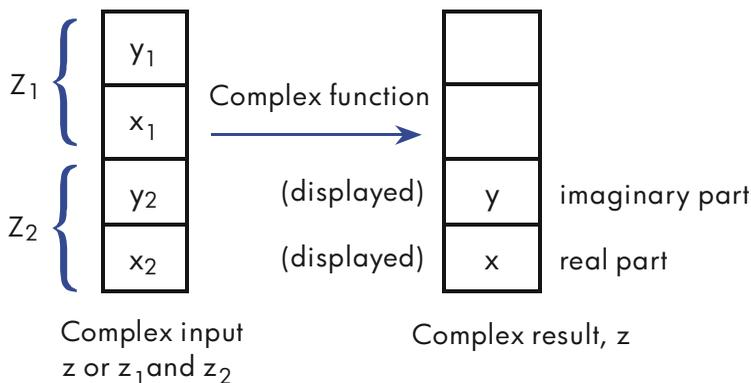 Z1
y1
x1
Z2
y2
x2
Complex function
(displayed) y imaginary part
(displayed) x real part
Complex input
z or z1 and z2
Complex result, z